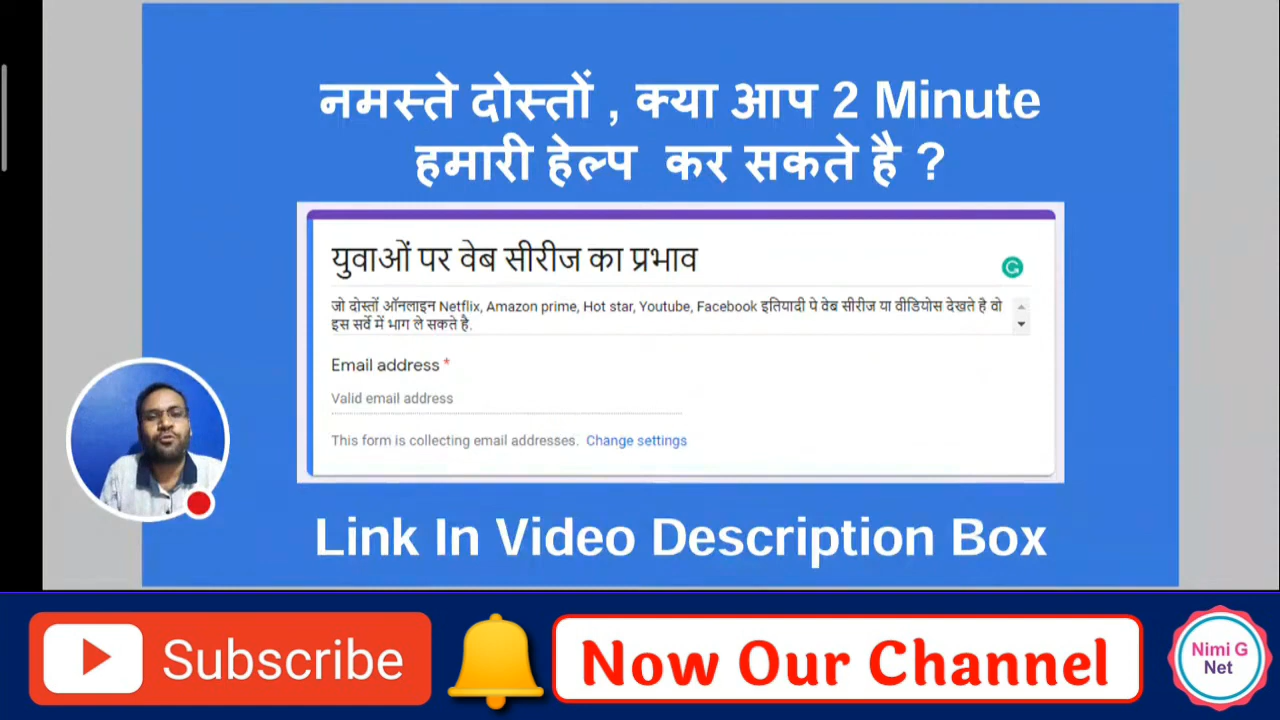 नमस्ते दोस्तों , क्या आप 2 Minute
हमारी हेल्प कर सकते है ?
युवाओं पर वेब सीरीज का प्रभाव
जो दोस्तों ऑनलाइन Netflix, Amazon prime, Hot star, Youtube, Facebook इतियादी पे वेब सीरीज या वीडियोस देखते है वो
इस सर्वे में भाग ले सकते है.
Email address *
Valid email address
This form is collecting email addresses. Change settings
Link In Video Description Box
Subscribe
Now Our Channel
Nimi G
Net